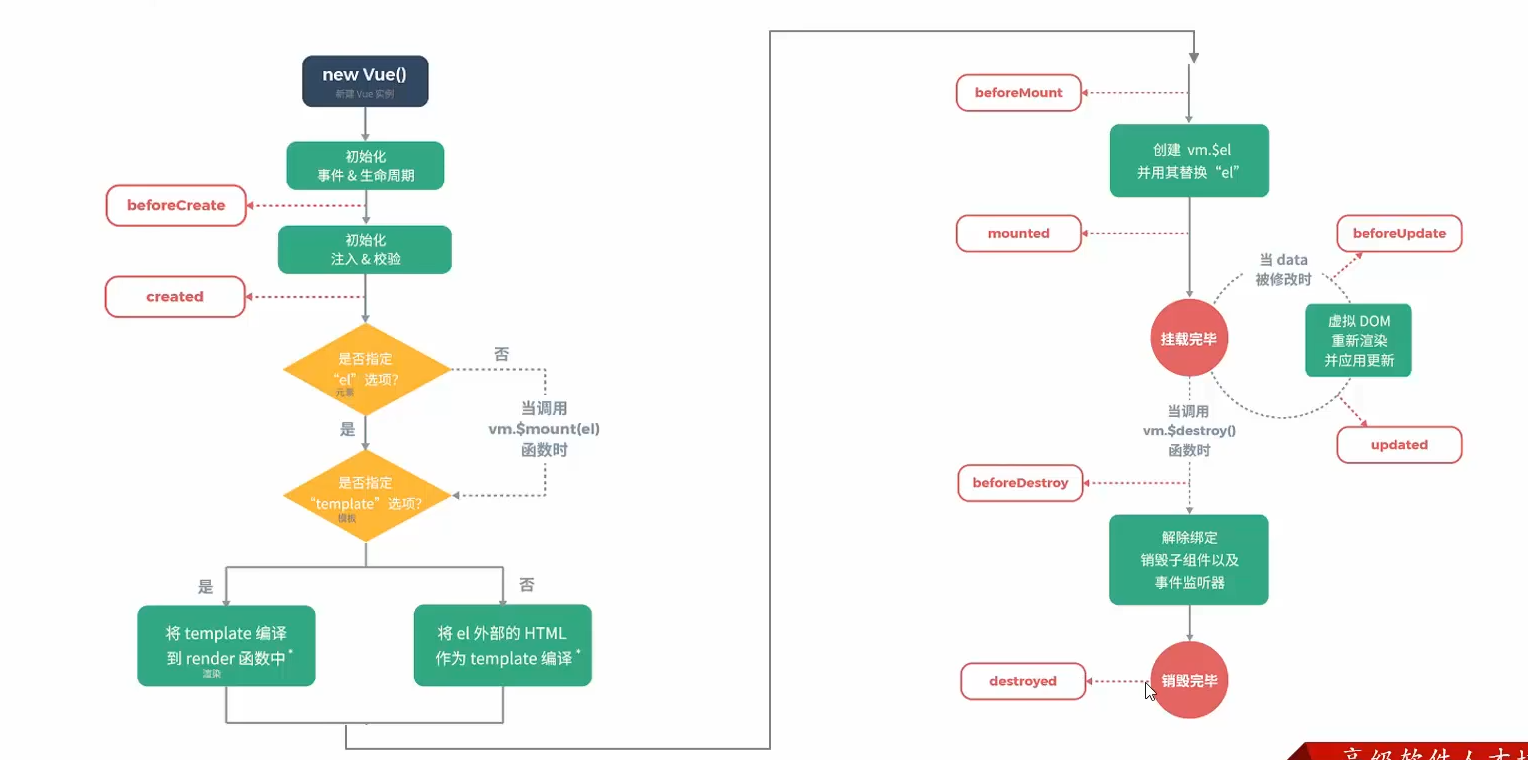 new Vue()
新建 Vue 实例
初始化
事件 & 生命周期
beforeCreate
初始化
注入 & 校验
created
是否指定
“el”选项?
元素
否
当调用
vm.$mount(el)
函数时
是
是否指定
“template”选项?
模板
是
否
将 template 编译
到 render 函数中*
渲染
将 el 外部的 HTML
作为 template 编译*
beforeMount
创建 vm.$el
并用其替换“el”
mounted
beforeUpdate
当 data
被修改时
挂载完毕
虚拟 DOM
重新渲染
并应用更新
当调用
vm.$destroy()
函数时
updated
beforeDestroy
解除绑定
销毁子组件以及
事件监听器
destroyed
销毁完毕
高级软件人才培